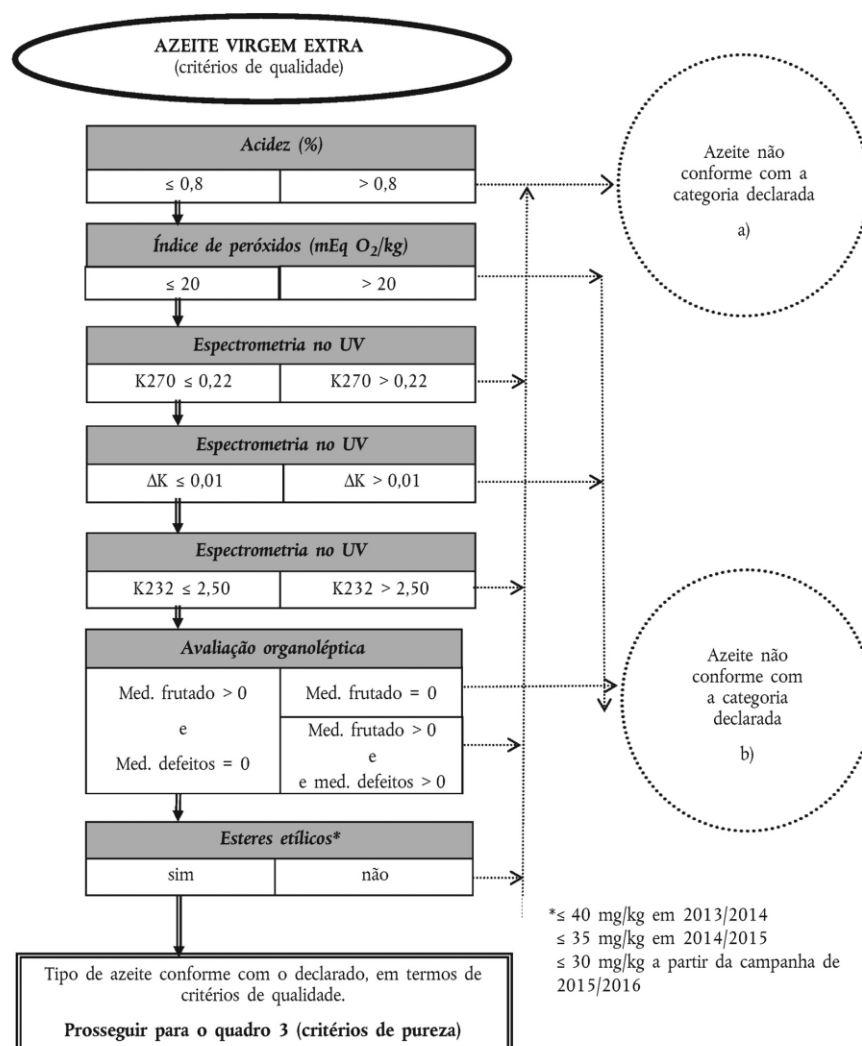 AZEITE VIRGEM EXTRA
(critérios de qualidade)
Acidez (%)
≤ 0,8
> 0,8
Azeite não
conforme com a
categoria declarada
a)
Índice de peróxidos (mEq O₂/kg)
≤ 20
> 20
Espectrometria no UV
K270 ≤ 0,22
K270 > 0,22
Espectrometria no UV
ΔK ≤ 0,01
ΔK > 0,01
Espectrometria no UV
K232 ≤ 2,50
K232 > 2,50
Avaliação organoléptica
Med. frutado > 0
e
Med. defeitos = 0
Med. frutado = 0
Med. frutado > 0
e
e med. defeitos > 0
Azeite não
conforme com
a categoria
declarada
b)
Esteres etílicos*
sim
não
*≤ 40 mg/kg em 2013/2014
≤ 35 mg/kg em 2014/2015
≤ 30 mg/kg a partir da campanha de
2015/2016
Tipo de azeite conforme com o declarado, em termos de
critérios de qualidade.
Prosseguir para o quadro 3 (critérios de pureza)